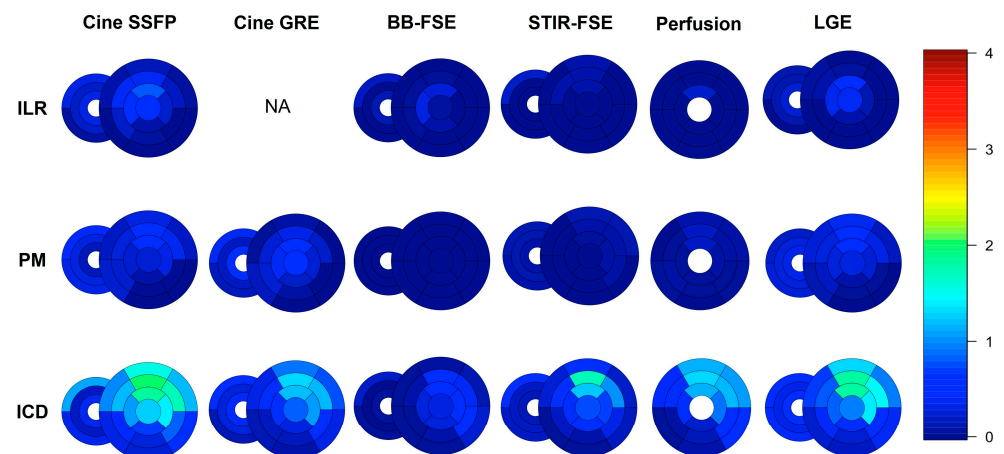 Cine SSFP Cine GRE BB-FSE STIR-FSE Perfusion LGE
4
ILR NA
3
PM
2
1
ICD
0